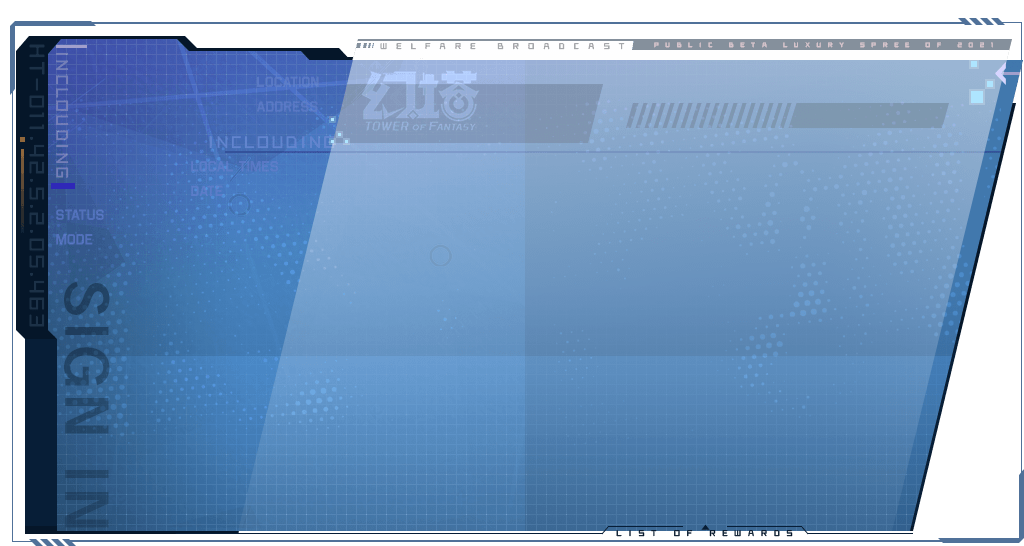 WELFARE BROADCAST
PUBLIC BETA LUXURY SPREE OF 2021
HT-011.42.5.2.05.463
INCLOUDING
LOCATION
ADDRESS
幻塔
TOWER OF FANTASY
INCLOUDING
LOCAL TIMES
DATE
STATUS
MODE
SIGN IN
LIST OF REWARDS